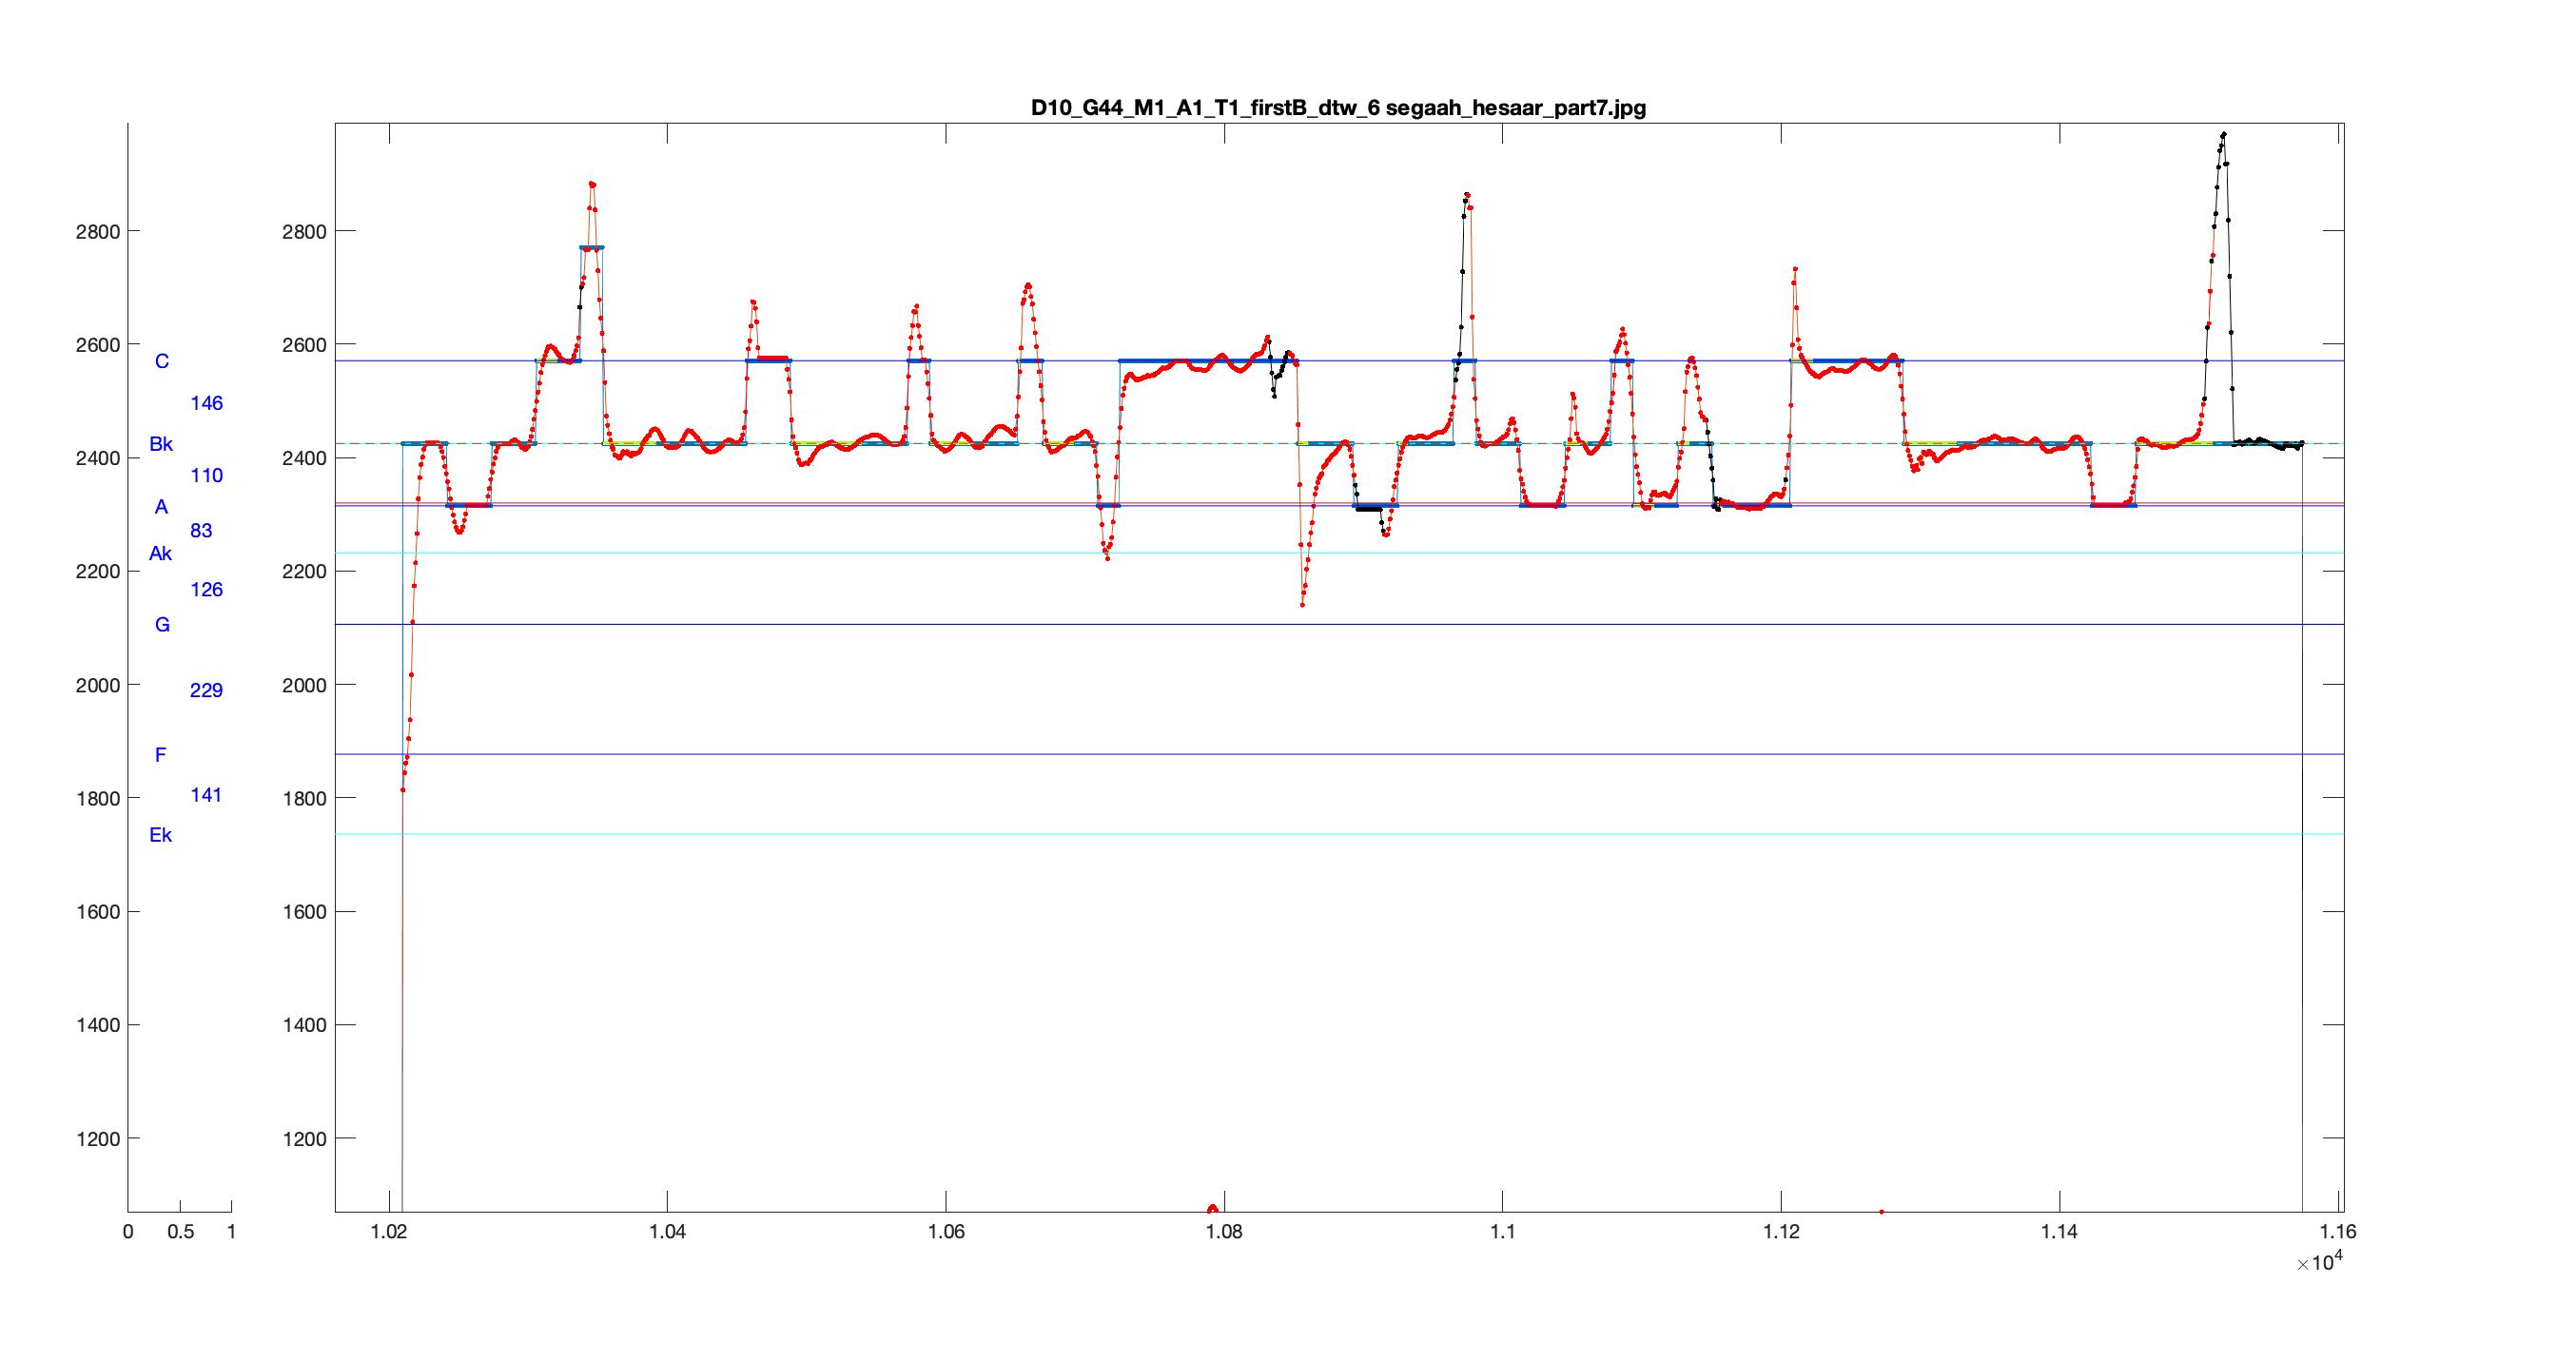 D10_G44_M1_A1_T1_firstB_dtw_6 segaah_hesaar_part7.jpg
2800 2800
2600 2600
C
146
Bk
2400 2400
110
A
83
Ak
2200 2200
126
G
2000 2000
229
F
1800 1800
141
Ek
1600 1600
1400 1400
1200 1200
0 0.5 1 1.02 1.04 1.06 1.08 1.1 1.12 1.14 1.16
×10^4